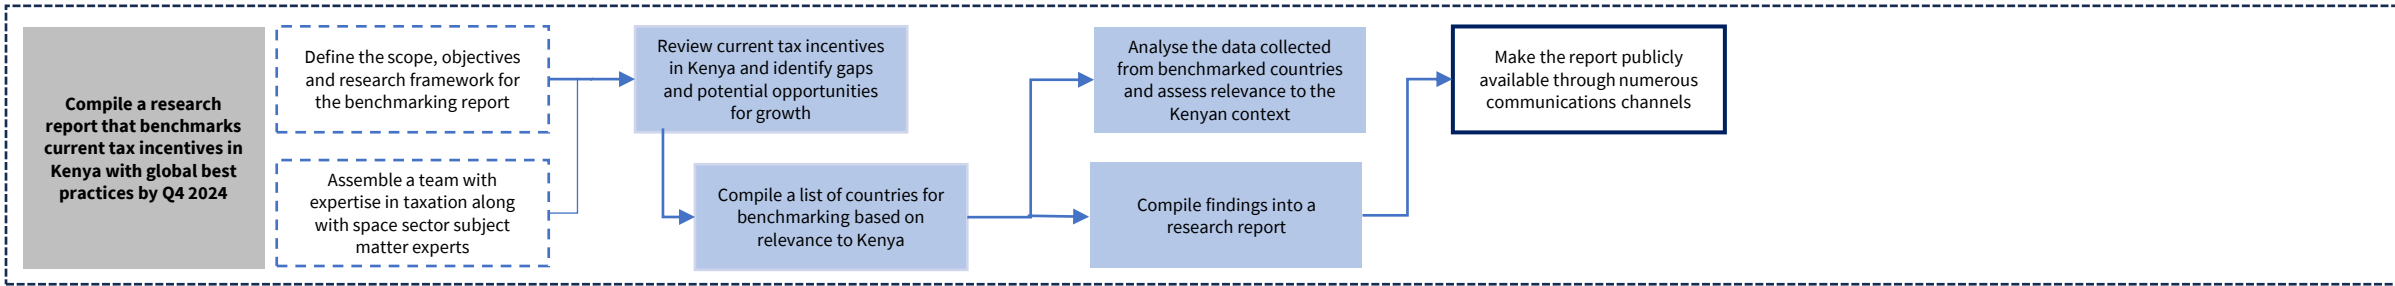 Compile a research
report that benchmarks
current tax incentives in
Kenya with global best
practices by Q4 2024
Define the scope, objectives
and research framework for
the benchmarking report
Assemble a team with
expertise in taxation along
with space sector subject
matter experts
Review current tax incentives
in Kenya and identify gaps
and potential opportunities
for growth
Compile a list of countries for
benchmarking based on
relevance to Kenya
Analyse the data collected
from benchmarked countries
and assess relevance to the
Kenyan context
Compile findings into a
research report
Make the report publicly
available through numerous
communications channels